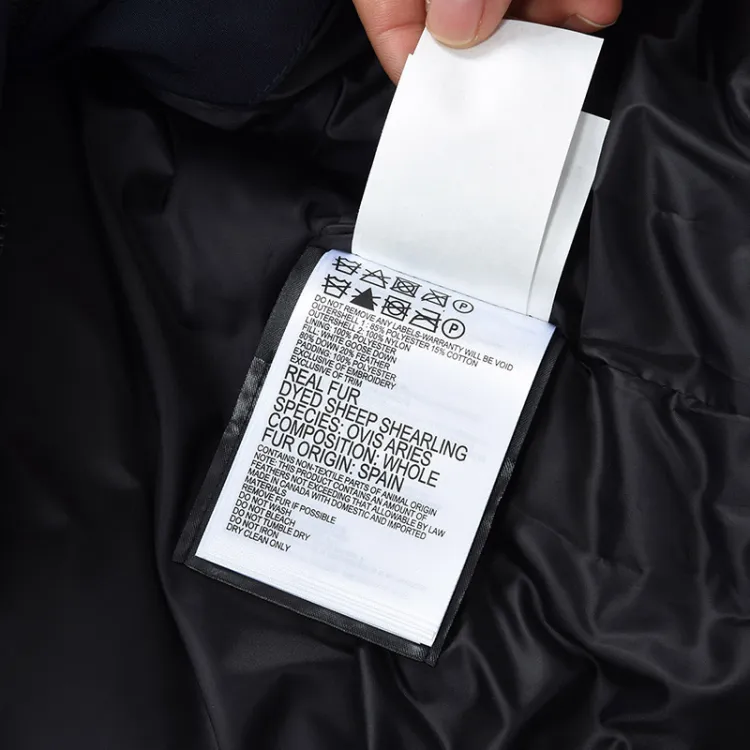 DO NOT REMOVE ANY LABELS-WARRANTY WILL BE VOID
OUTERSHELL 1 : 85% POLYESTER 15% COTTON
OUTERSHELL 2:100% NYLON
LINING: 100% POLYESTER
FILL: WHITE GOOSE DOWN
80% DOWN 20% FEATHER
PADDING: 100% POLYESTER
EXCLUSIVE OF EMBROIDERY
EXCLUSIVE OF TRIM
REAL FUR
DYED SHEEP SHEARLING
SPECIES: OVIS ARIES
COMPOSITION: WHOLE
FUR ORIGIN: SPAIN
CONTAINS NON-TEXTILE PARTS OF ANIMAL ORIGIN
NOTE: THIS PRODUCT CONTAINS AN AMOUNT OF
FEATHERS NOT EXCEEDING THAT ALLOWABLE BY LAW
MADE IN CANADA WITH DOMESTIC AND IMPORTED
MATERIALS
REMOVE FUR IF POSSIBLE
DO NOT WASH
DO NOT BLEACH
DO NOT TUMBLE DRY
DO NOT IRON
DRY CLEAN ONLY